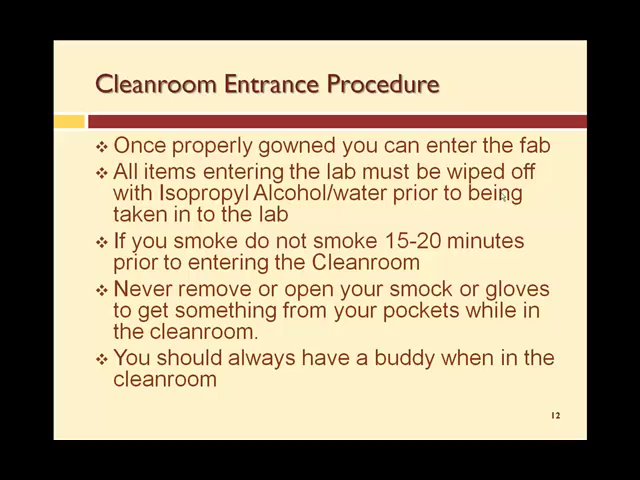 Cleanroom Entrance Procedure
❖ Once properly gowned you can enter the fab
❖ All items entering the lab must be wiped off
with Isopropyl Alcohol/water prior to being
taken in to the lab
❖ If you smoke do not smoke 15-20 minutes
prior to entering the Cleanroom
❖ Never remove or open your smock or gloves
to get something from your pockets while in
the cleanroom.
❖ You should always have a buddy when in the
cleanroom
12